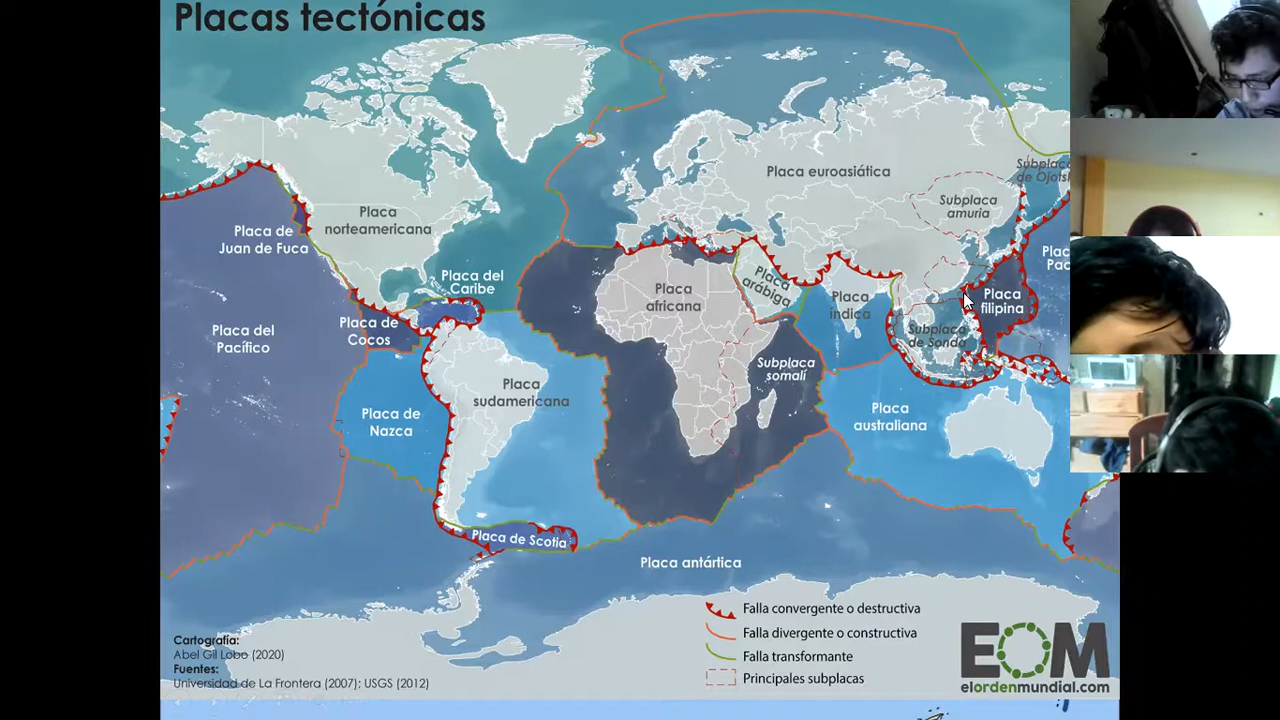 Placas tectónicas
Placa euroasiática
Subplaca
de Ojots
Subplaca
amuria
Placa
norteamericana
Placa de
Juan de Fuca
Placa del
Caribe
Placa
arábiga
Placa
africana
Placa
índica
Placa
filipina
Placa del
Pacífico
Placa de
Cocos
Subplaca
de Sonda
Subplaca
somalí
Placa
sudamericana
Placa de
Nazca
Placa
australiana
Placa de Scotia
Placa antártica
Falla convergente o destructiva
Falla divergente o constructiva
Falla transformante
Principales subplacas
Cartografía:
Abel Gil Lobo (2020)
Fuentes:
Universidad de La Frontera (2007); USGS (2012)
EOM
elordenmundial.com